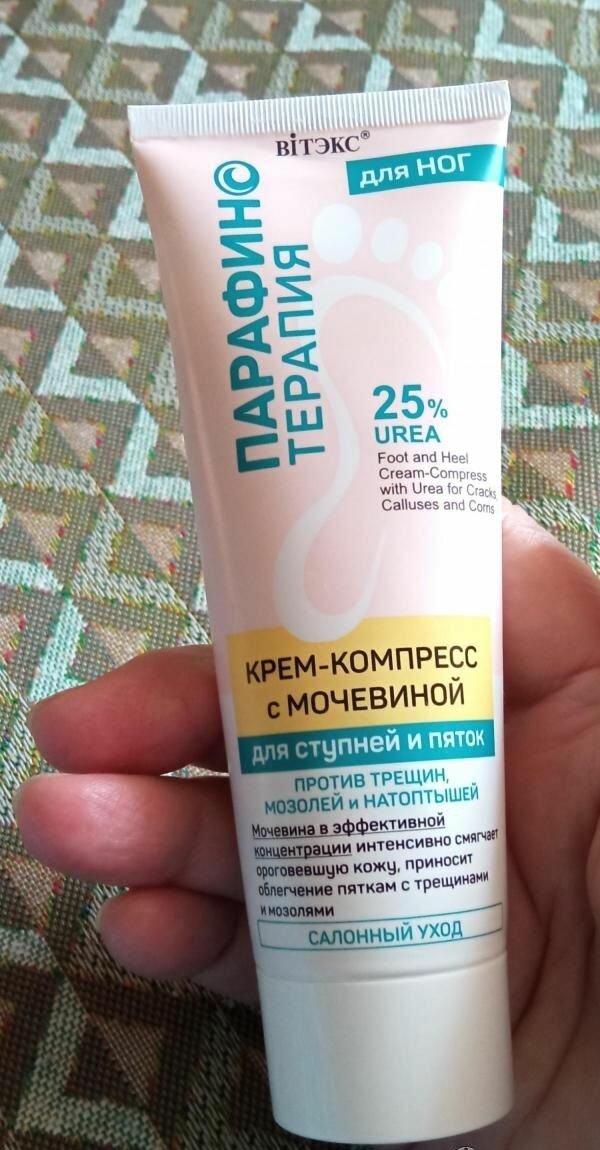 ВІТЭКС®
для НОГ
ПАРАФИНО
ТЕРАПИЯ
25%
UREA
Foot and Heel
Cream-Compress
with Urea for Cracks,
Calluses and Corns
КРЕМ-КОМПРЕСС
с МОЧЕВИНОЙ
для ступней и пяток
ПРОТИВ ТРЕЩИН,
МОЗОЛЕЙ и НАТОПТЫШЕЙ
Мочевина в эффективной
концентрации интенсивно смягчает
ороговевшую кожу, приносит
облегчение пяткам с трещинами
и мозолями
САЛОННЫЙ УХОД